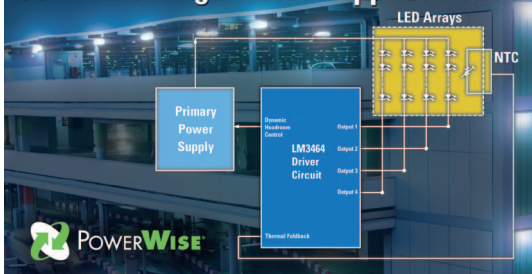 LED Arrays
NTC
Primary
Power
Supply
Dynamic
Headroom
Control
LM3464
Driver
Circuit
Output 1
Output 2
Output 3
Output 4
Thermal Foldback
POWERWISE®